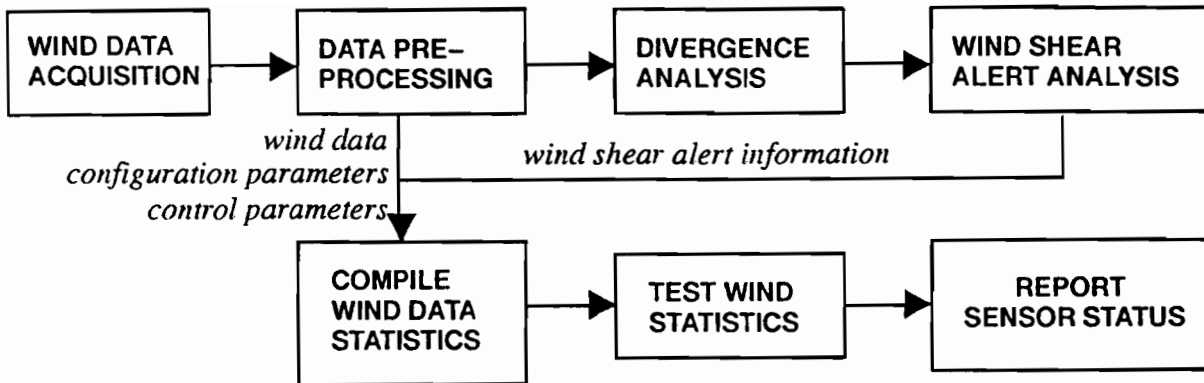 WIND DATA
ACQUISITION
DATA PRE–
PROCESSING
DIVERGENCE
ANALYSIS
WIND SHEAR
ALERT ANALYSIS
wind data
configuration parameters
control parameters
wind shear alert information
COMPILE
WIND DATA
STATISTICS
TEST WIND
STATISTICS
REPORT
SENSOR STATUS